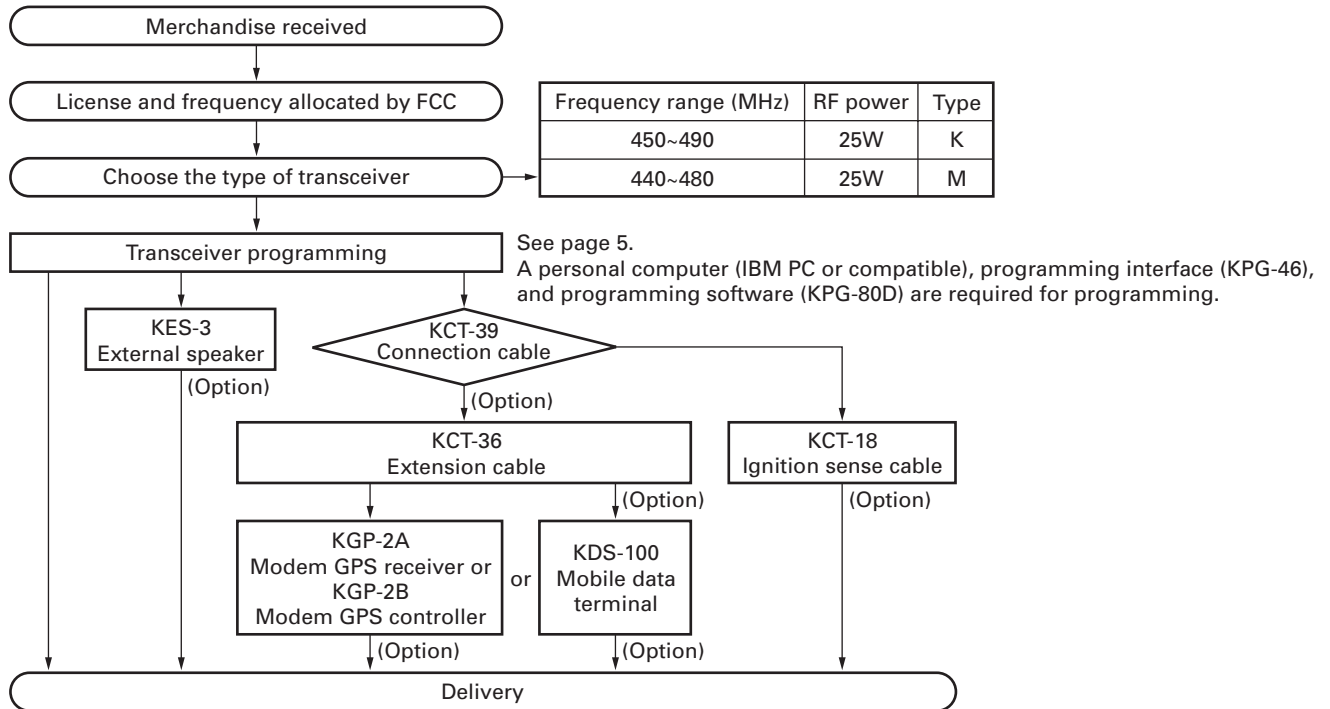 Merchandise received
License and frequency allocated by FCC
Frequency range (MHz) RF power Type
450~490 25W K
440~480 25W M
Choose the type of transceiver
Transceiver programming
See page 5.
A personal computer (IBM PC or compatible), programming interface (KPG-46),
and programming software (KPG-80D) are required for programming.
KES-3
External speaker
(Option)
KCT-39
Connection cable
(Option)
KCT-36
Extension cable
(Option)
KCT-18
Ignition sense cable
(Option)
KGP-2A
Modem GPS receiver or
KGP-2B
Modem GPS controller
(Option)
or
KDS-100
Mobile data
terminal
(Option)
Delivery